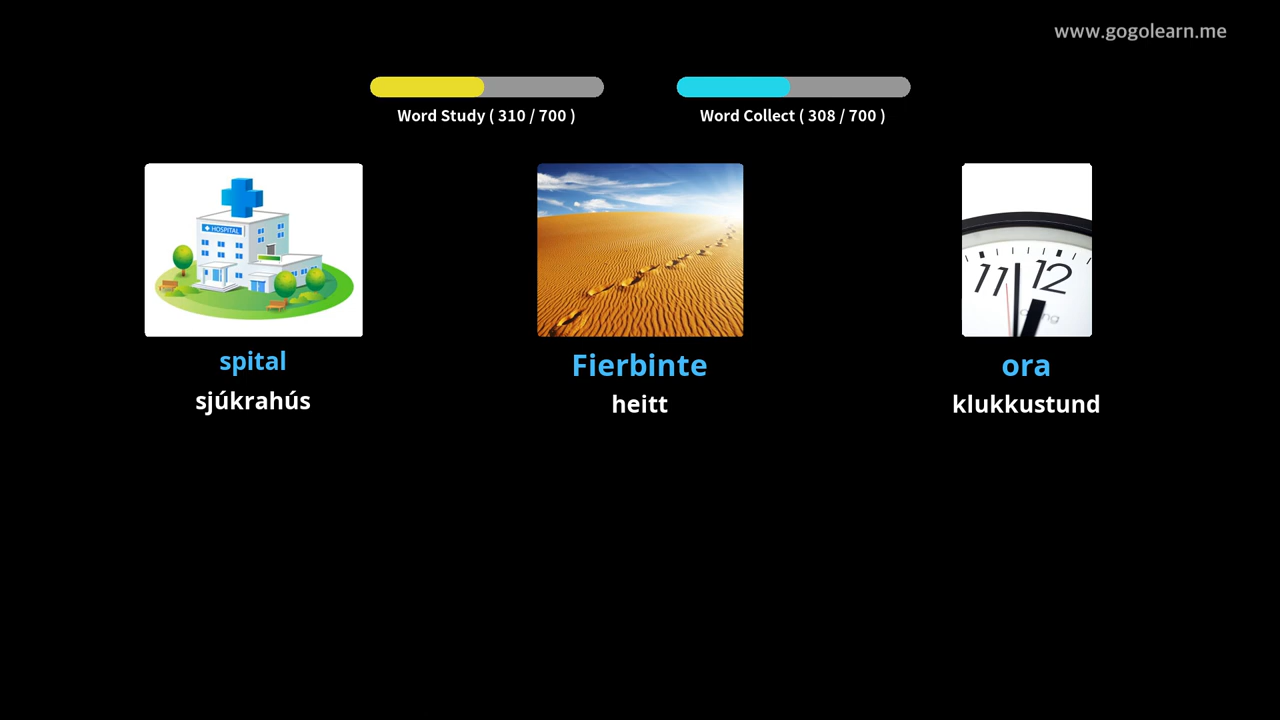 www.gogolearn.me
Word Study ( 310 / 700 )
Word Collect ( 308 / 700 )
HOSPITAL
11 12
spital
Fierbinte
ora
sjúkrahús
heitt
klukkustund